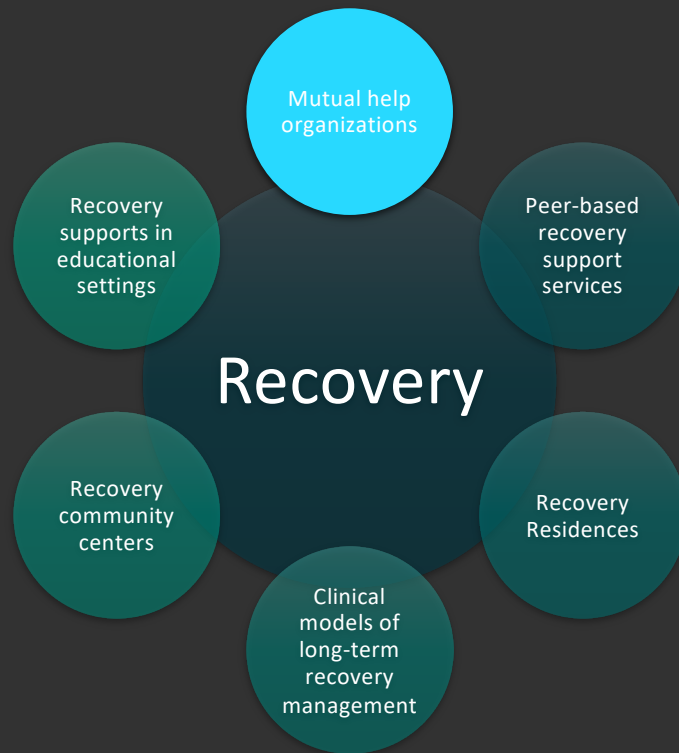 Mutual help
organizations
Peer-based
recovery
support
services
Recovery
Residences
Clinical
models of
long-term
recovery
management
Recovery
community
centers
Recovery
supports in
educational
settings
Recovery